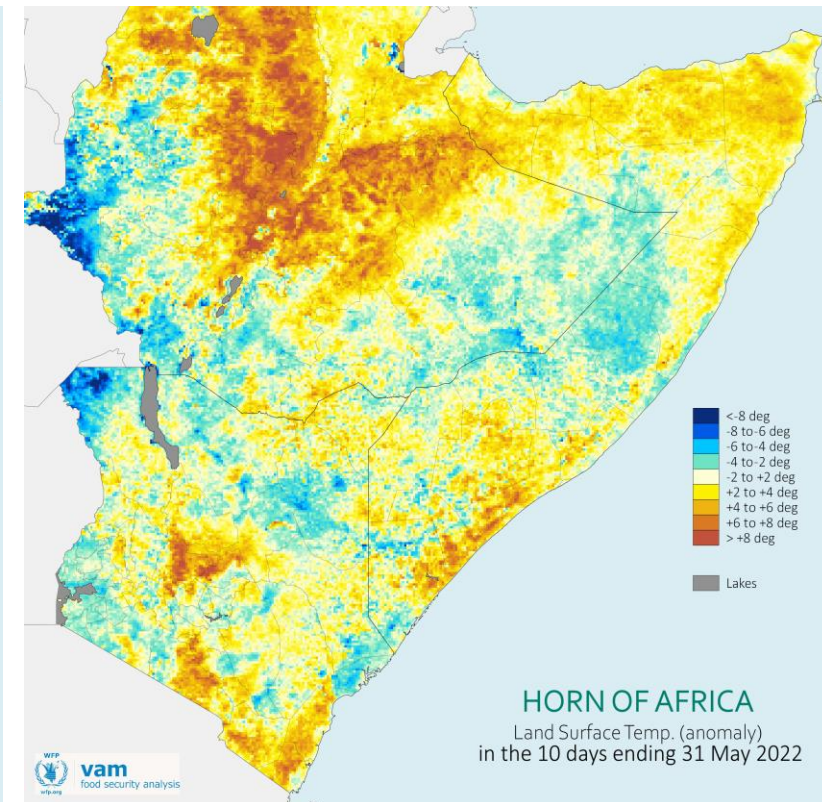 <-8 deg
-8 to-6 deg
-6 to-4 deg
-4 to-2 deg
-2 to +2 deg
+2 to +4 deg
+4 to +6 deg
+6 to +8 deg
> +8 deg
Lakes
HORN OF AFRICA
Land Surface Temp. (anomaly)
in the 10 days ending 31 May 2022
WFP
wfp.org
vam
food security analysis